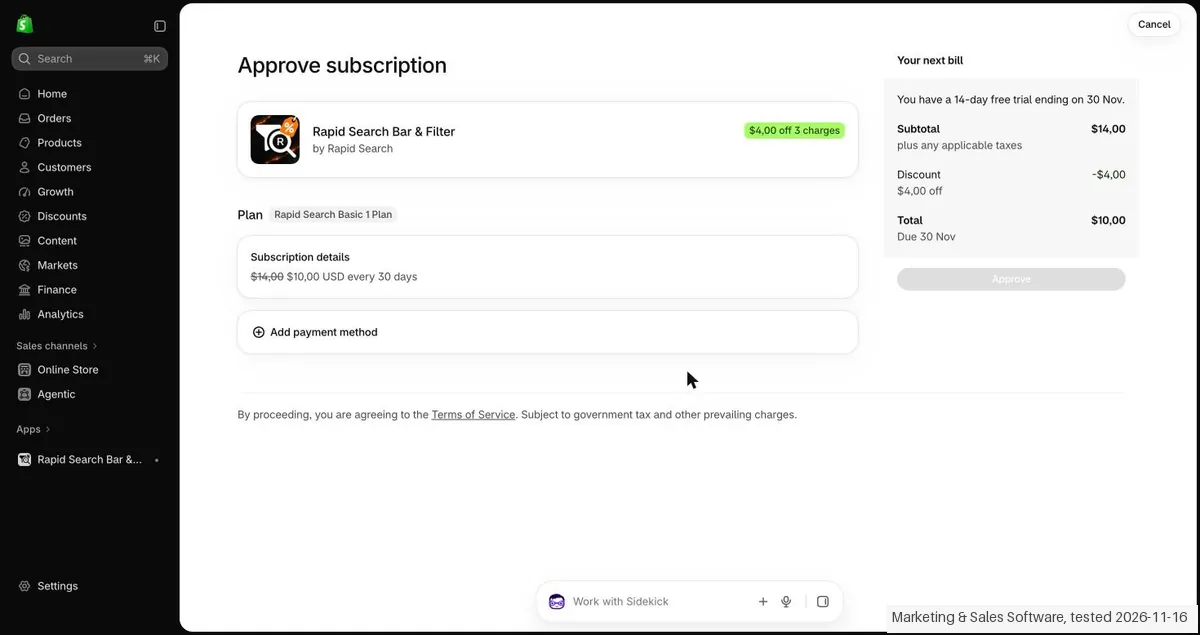 Search ⌘K
Home
Orders
Products
Customers
Growth
Discounts
Content
Markets
Finance
Analytics
Sales channels
Online Store
Agentic
Apps
Rapid Search Bar &...
Settings
Cancel
Approve subscription
Rapid Search Bar & Filter
by Rapid Search
$4,00 off 3 charges
Plan Rapid Search Basic 1 Plan
Subscription details
$14,00 $10,00 USD every 30 days
Add payment method
By proceeding, you are agreeing to the Terms of Service. Subject to government tax and other prevailing charges.
Your next bill
You have a 14-day free trial ending on 30 Nov.
Subtotal $14,00
plus any applicable taxes
Discount -$4,00
$4,00 off
Total $10,00
Due 30 Nov
Approve
Work with Sidekick
Marketing & Sales Software, tested 2026-11-16